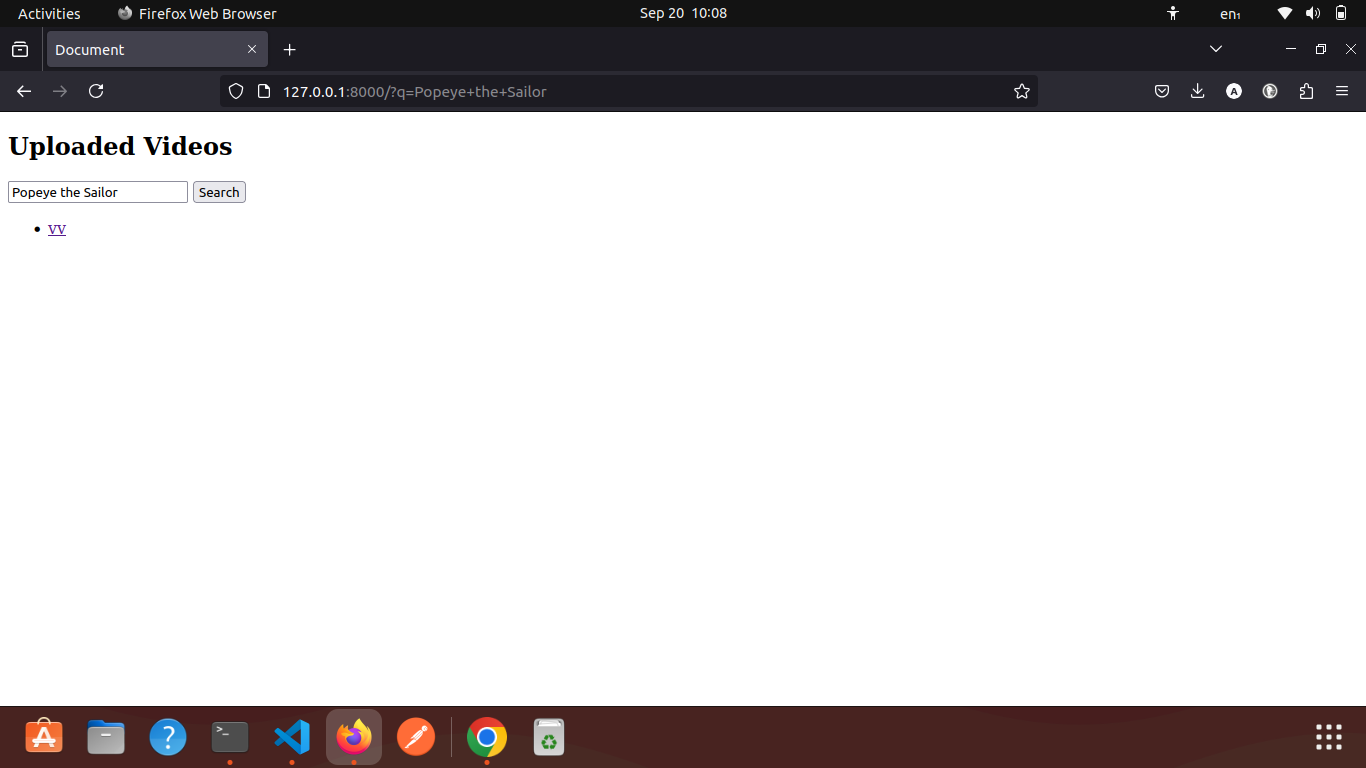 Activities Firefox Web Browser Sep 20 10:08 en₁
Document
127.0.0.1:8000/?q=Popeye+the+Sailor A
Uploaded Videos
Popeye the Sailor Search
• vv